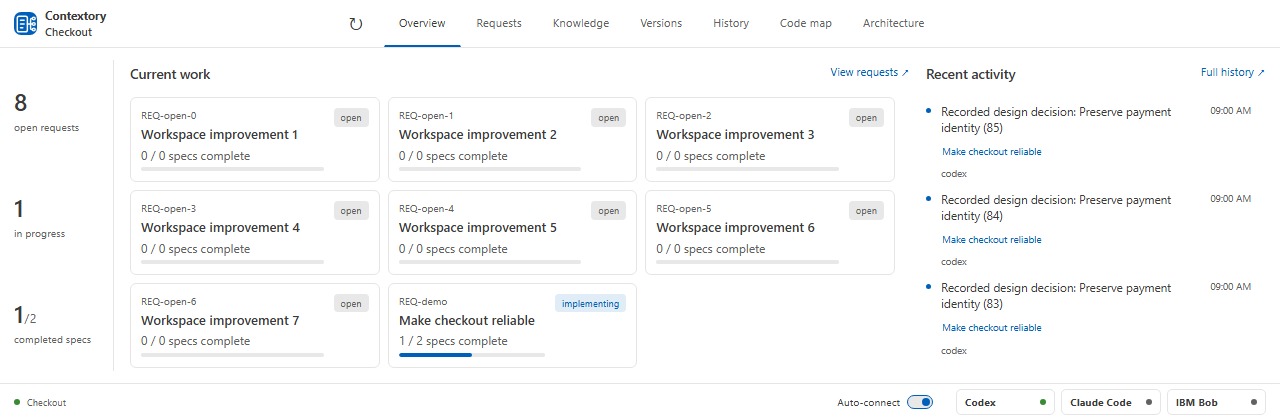 Contextory
Checkout
↻
Overview
Requests
Knowledge
Versions
History
Code map
Architecture
8
open requests
1
in progress
1/2
completed specs
Current work
View requests ↗
REQ-open-0
open
Workspace improvement 1
0 / 0 specs complete
REQ-open-1
open
Workspace improvement 2
0 / 0 specs complete
REQ-open-2
open
Workspace improvement 3
0 / 0 specs complete
REQ-open-3
open
Workspace improvement 4
0 / 0 specs complete
REQ-open-4
open
Workspace improvement 5
0 / 0 specs complete
REQ-open-5
open
Workspace improvement 6
0 / 0 specs complete
REQ-open-6
open
Workspace improvement 7
0 / 0 specs complete
REQ-demo
implementing
Make checkout reliable
1 / 2 specs complete
Recent activity
Full history ↗
Recorded design decision: Preserve payment
identity (85)
09:00 AM
Make checkout reliable
codex
Recorded design decision: Preserve payment
identity (84)
09:00 AM
Make checkout reliable
codex
Recorded design decision: Preserve payment
identity (83)
09:00 AM
Make checkout reliable
codex
Checkout
Auto-connect
Codex
Claude Code
IBM Bob